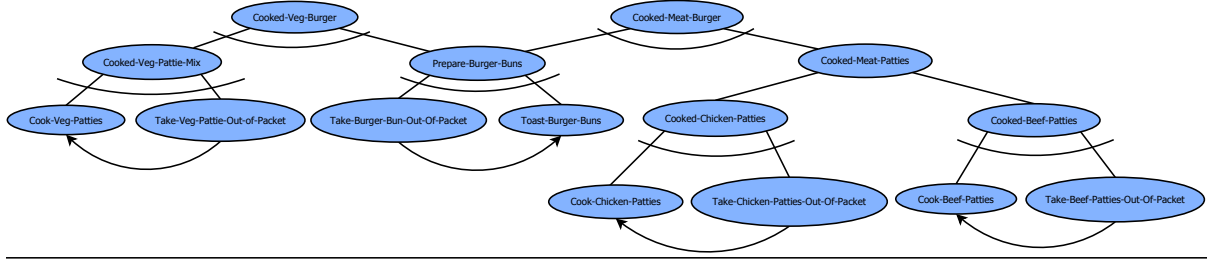 Cooked-Veg-Burger
Cooked-Meat-Burger
Cooked-Veg-Pattie-Mix
Prepare-Burger-Buns
Cooked-Meat-Patties
Cook-Veg-Patties
Take-Veg-Pattie-Out-of-Packet
Take-Burger-Bun-Out-Of-Packet
Toast-Burger-Buns
Cooked-Chicken-Patties
Cooked-Beef-Patties
Cook-Chicken-Patties
Take-Chicken-Patties-Out-Of-Packet
Cook-Beef-Patties
Take-Beef-Patties-Out-Of-Packet